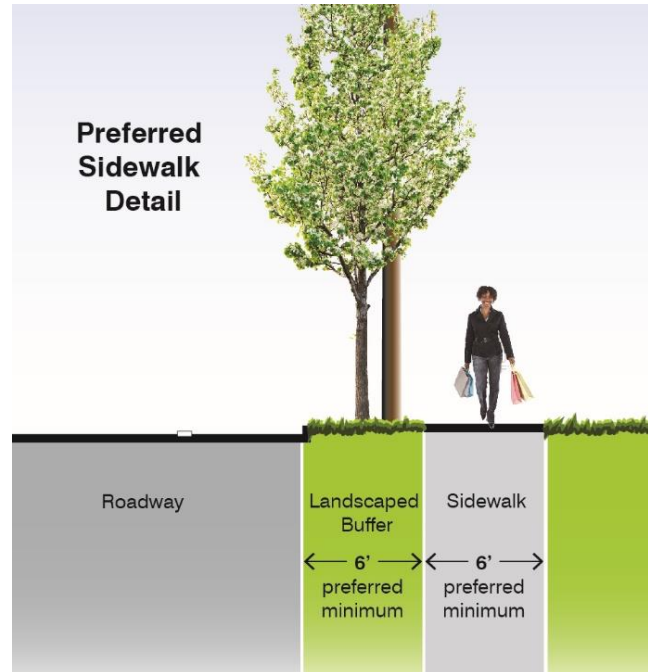 Preferred
Sidewalk
Detail
Roadway
Landscaped
Buffer
6'
preferred
minimum
Sidewalk
6'
preferred
minimum